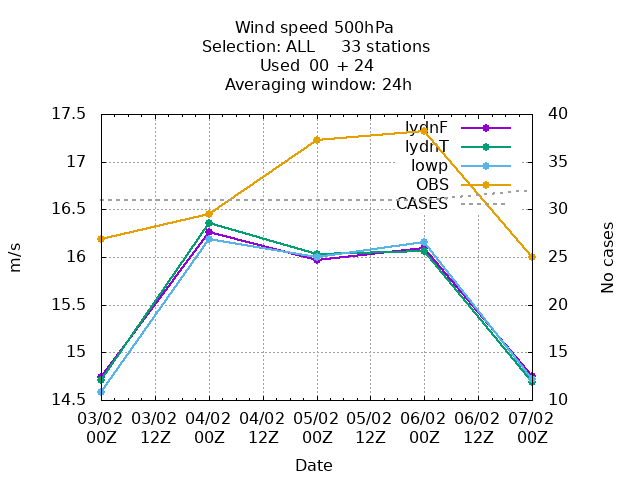 Wind speed 500hPa
Selection: ALL 33 stations
Used 00 + 24
Averaging window: 24h
17.5
17
16.5
16
15.5
15
14.5
40
35
30
25
20
15
10
lydnF
lydnT
lowp
OBS
CASES
m/s
No cases
03/02 03/02 04/02 04/02 05/02 05/02 06/02 06/02 07/02
00Z 12Z 00Z 12Z 00Z 12Z 00Z 12Z 00Z
Date